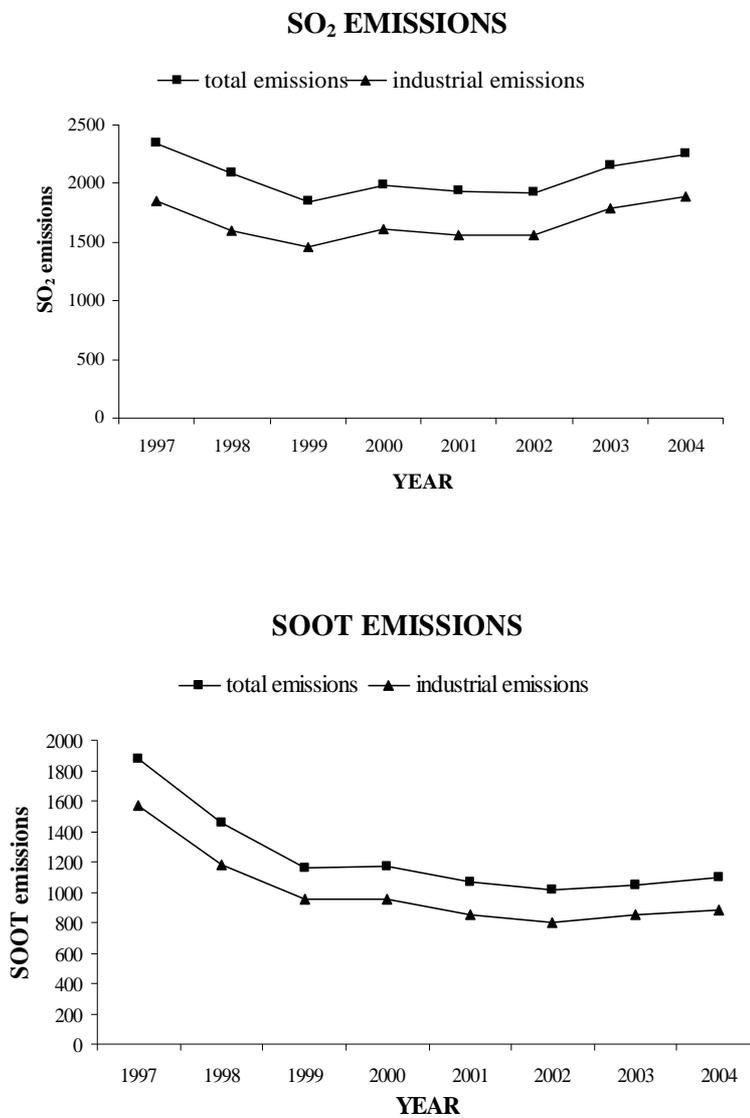 SO₂ EMISSIONS
total emissions industrial emissions
2500
2000
1500
1000
500
0
SO₂ emissions
1997 1998 1999 2000 2001 2002 2003 2004
YEAR
SOOT EMISSIONS
total emissions industrial emissions
2000
1800
1600
1400
1200
1000
800
600
400
200
0
SOOT emissions
1997 1998 1999 2000 2001 2002 2003 2004
YEAR